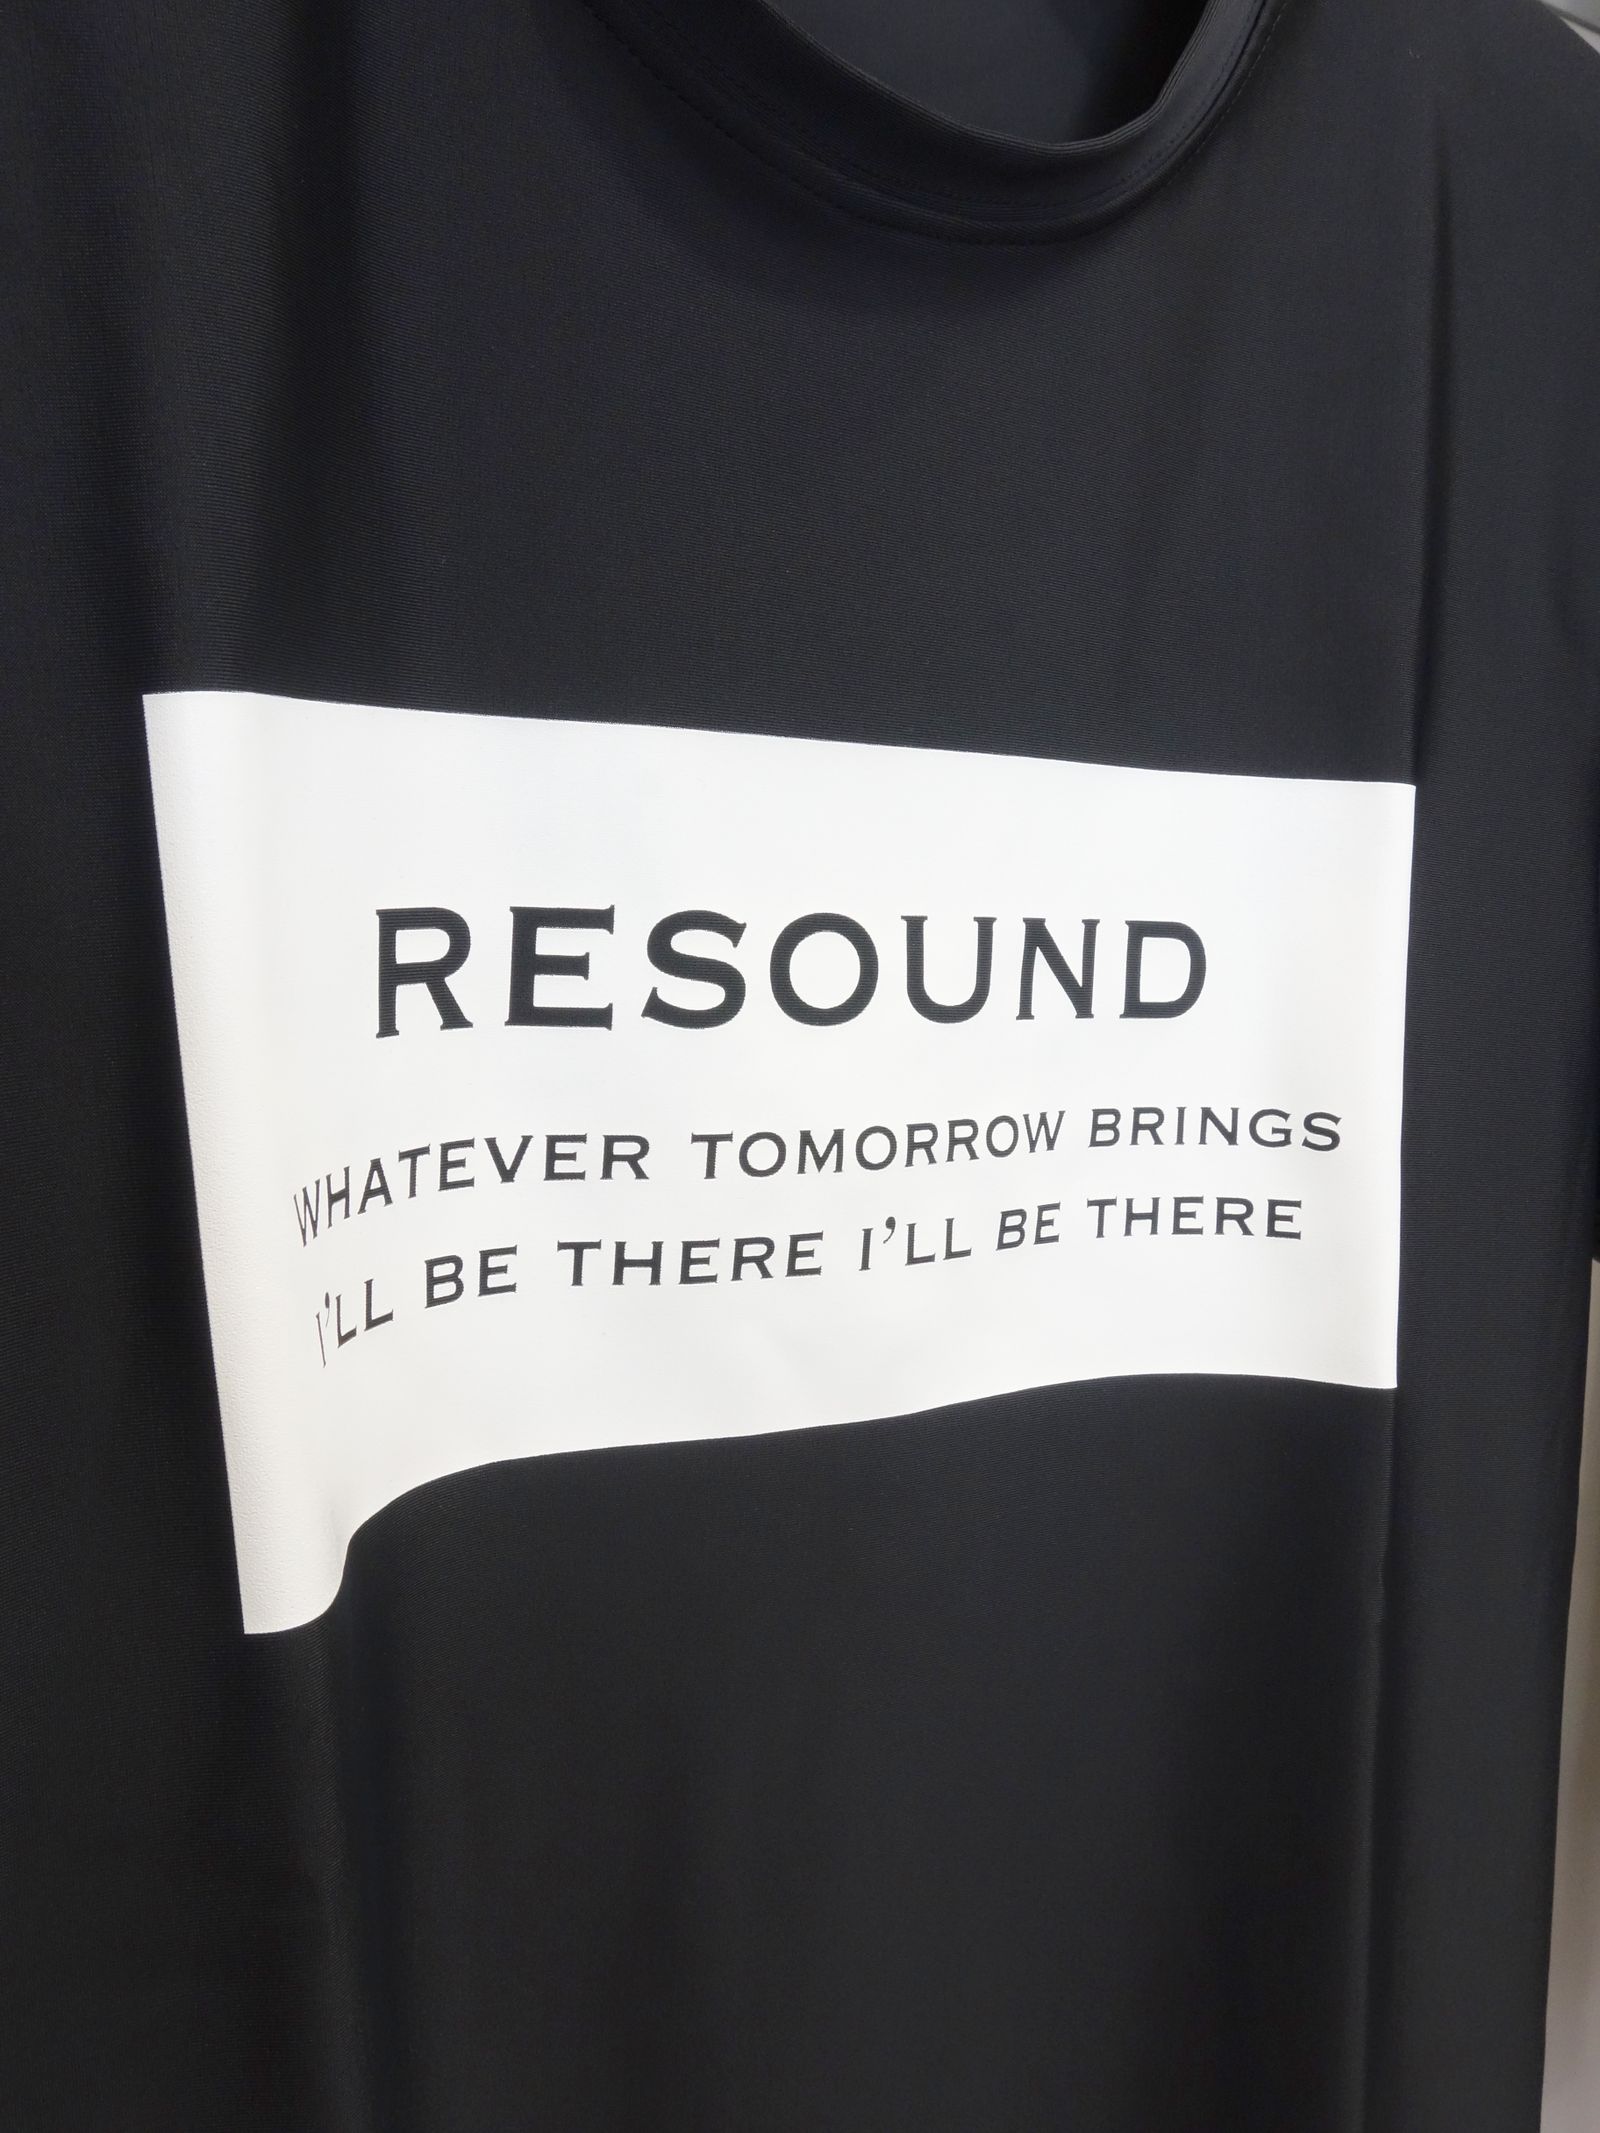 RESOUND
WHATEVER TOMORROW BRINGS
I'LL BE THERE I'LL BE THERE